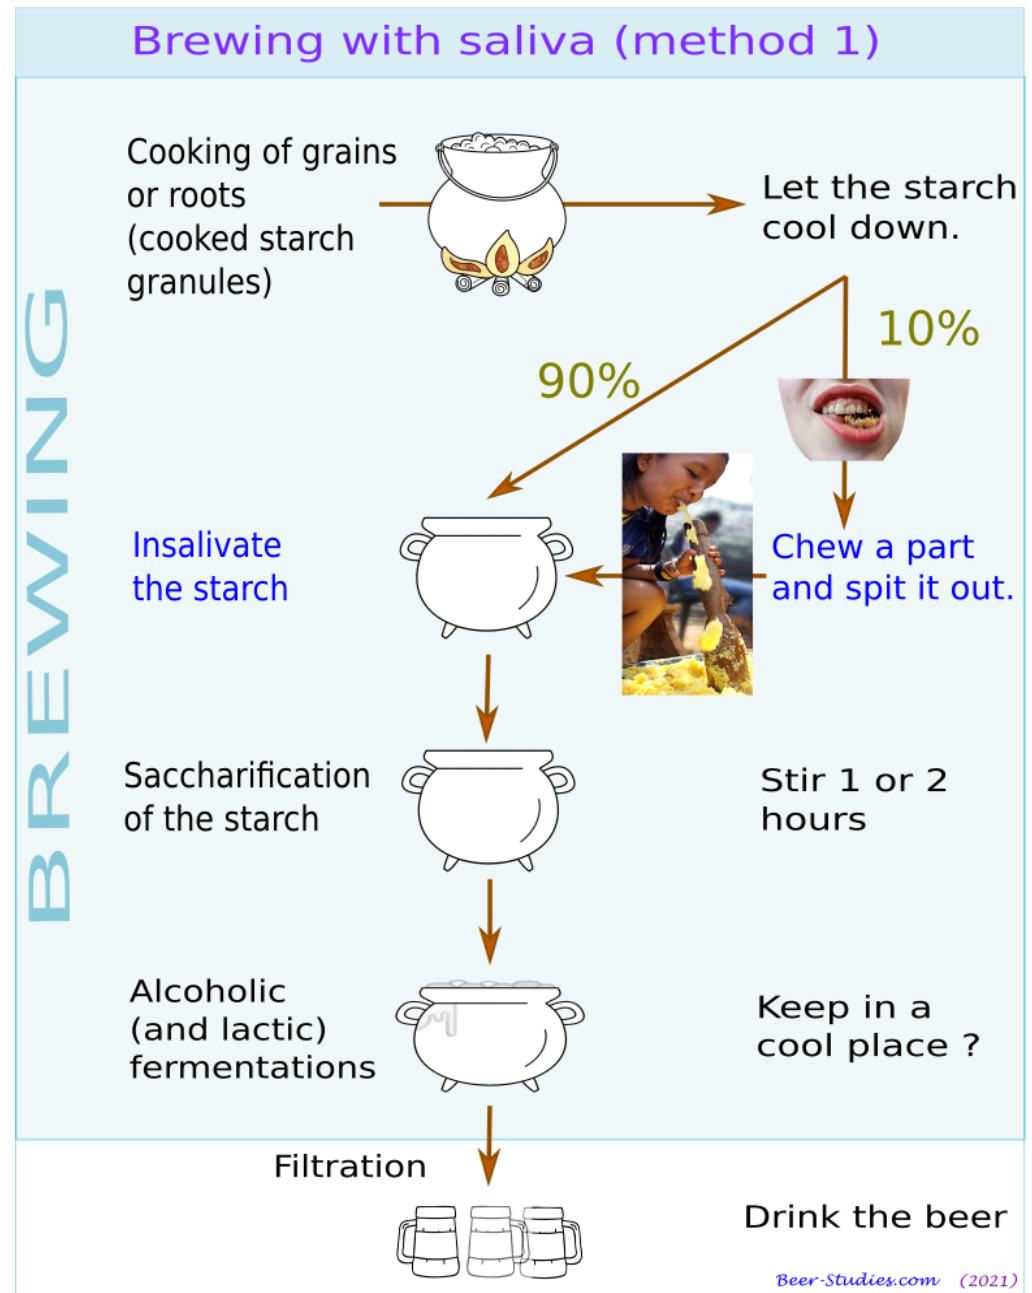 Brewing with saliva (method 1)
BREWING
Cooking of grains
or roots
(cooked starch
granules)
Let the starch
cool down.
10%
90%
Insalivate
the starch
Chew a part
and spit it out.
Saccharification
of the starch
Stir 1 or 2
hours
Alcoholic
(and lactic)
fermentations
Keep in a
cool place ?
Filtration
Drink the beer
Beer-Studies.com (2021)